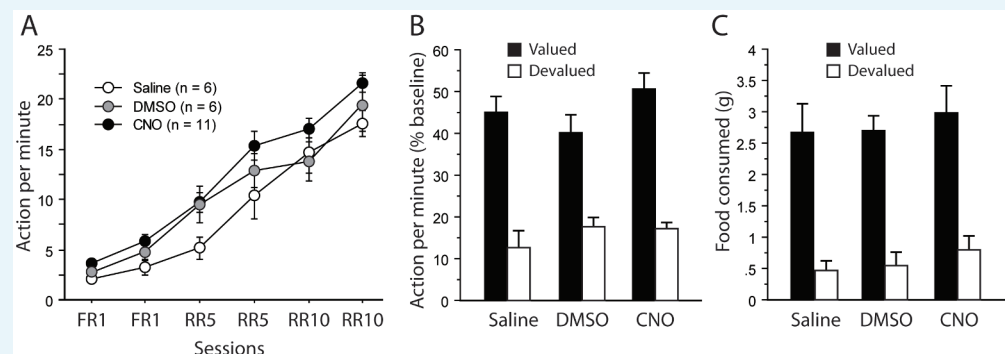 A
Action per minute
25
20
15
10
5
0
Saline (n = 6)
DMSO (n = 6)
CNO (n = 11)
FR1 FR1 RR5 RR5 RR10 RR10
Sessions
B
Action per minute (% baseline)
60
50
40
50
20
10
0
Valued
Devalued
Saline DMSO CNO
C
Food consumed (g)
4
3.5
3
2.5
2
1.5
1
.5
0
Valued
Devalued
Saline DMSO CNO